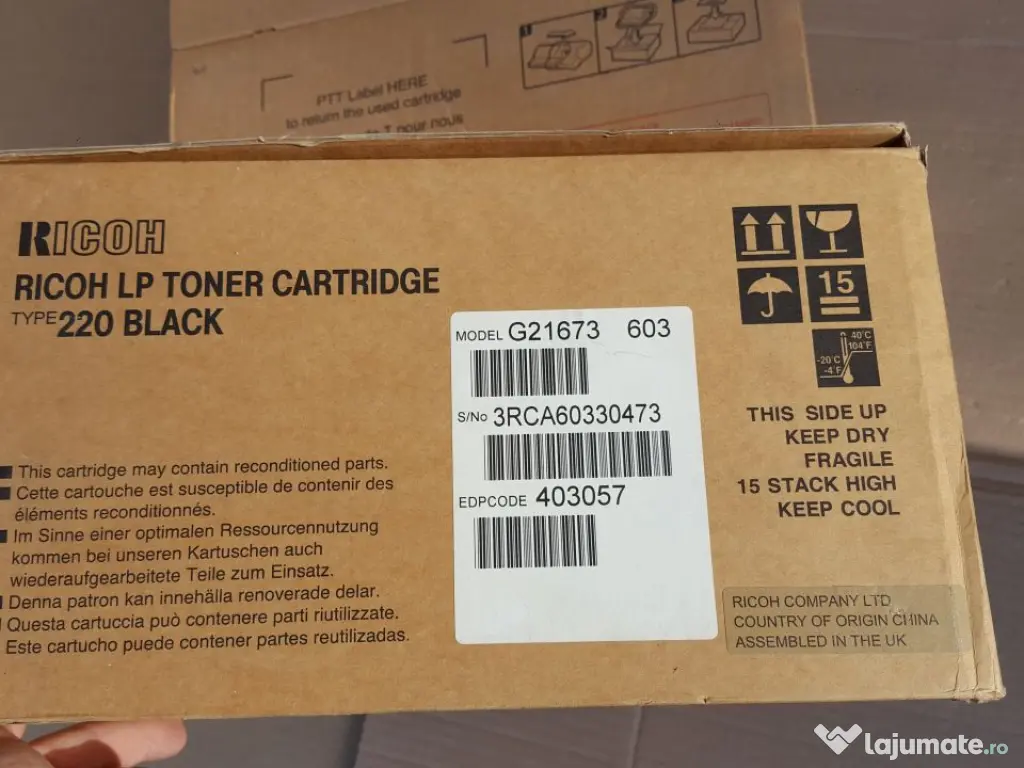 1
2
PTT Label HERE
to return the used cartridge
pour nous
RICOH
RICOH LP TONER CARTRIDGE
TYPE 220 BLACK
MODEL G21673 603
S/No 3RCA60330473
EDPCODE 403057
This cartridge may contain reconditioned parts.
Cette cartouche est susceptible de contenir des
éléments reconditionnés.
Im Sinne einer optimalen Ressourcennutzung
kommen bei unseren Kartuschen auch
wiederaufgearbeitete Teile zum Einsatz.
Denna patron kan innehälla renoverade delar.
Questa cartuccia può contenere parti riutilizzate.
Este cartucho puede contener partes reutilizadas.
15
40°C
104°F
-20°C
-4°F
THIS SIDE UP
KEEP DRY
FRAGILE
15 STACK HIGH
KEEP COOL
RICOH COMPANY LTD
COUNTRY OF ORIGIN CHINA
ASSEMBLED IN THE UK
lajumate.ro